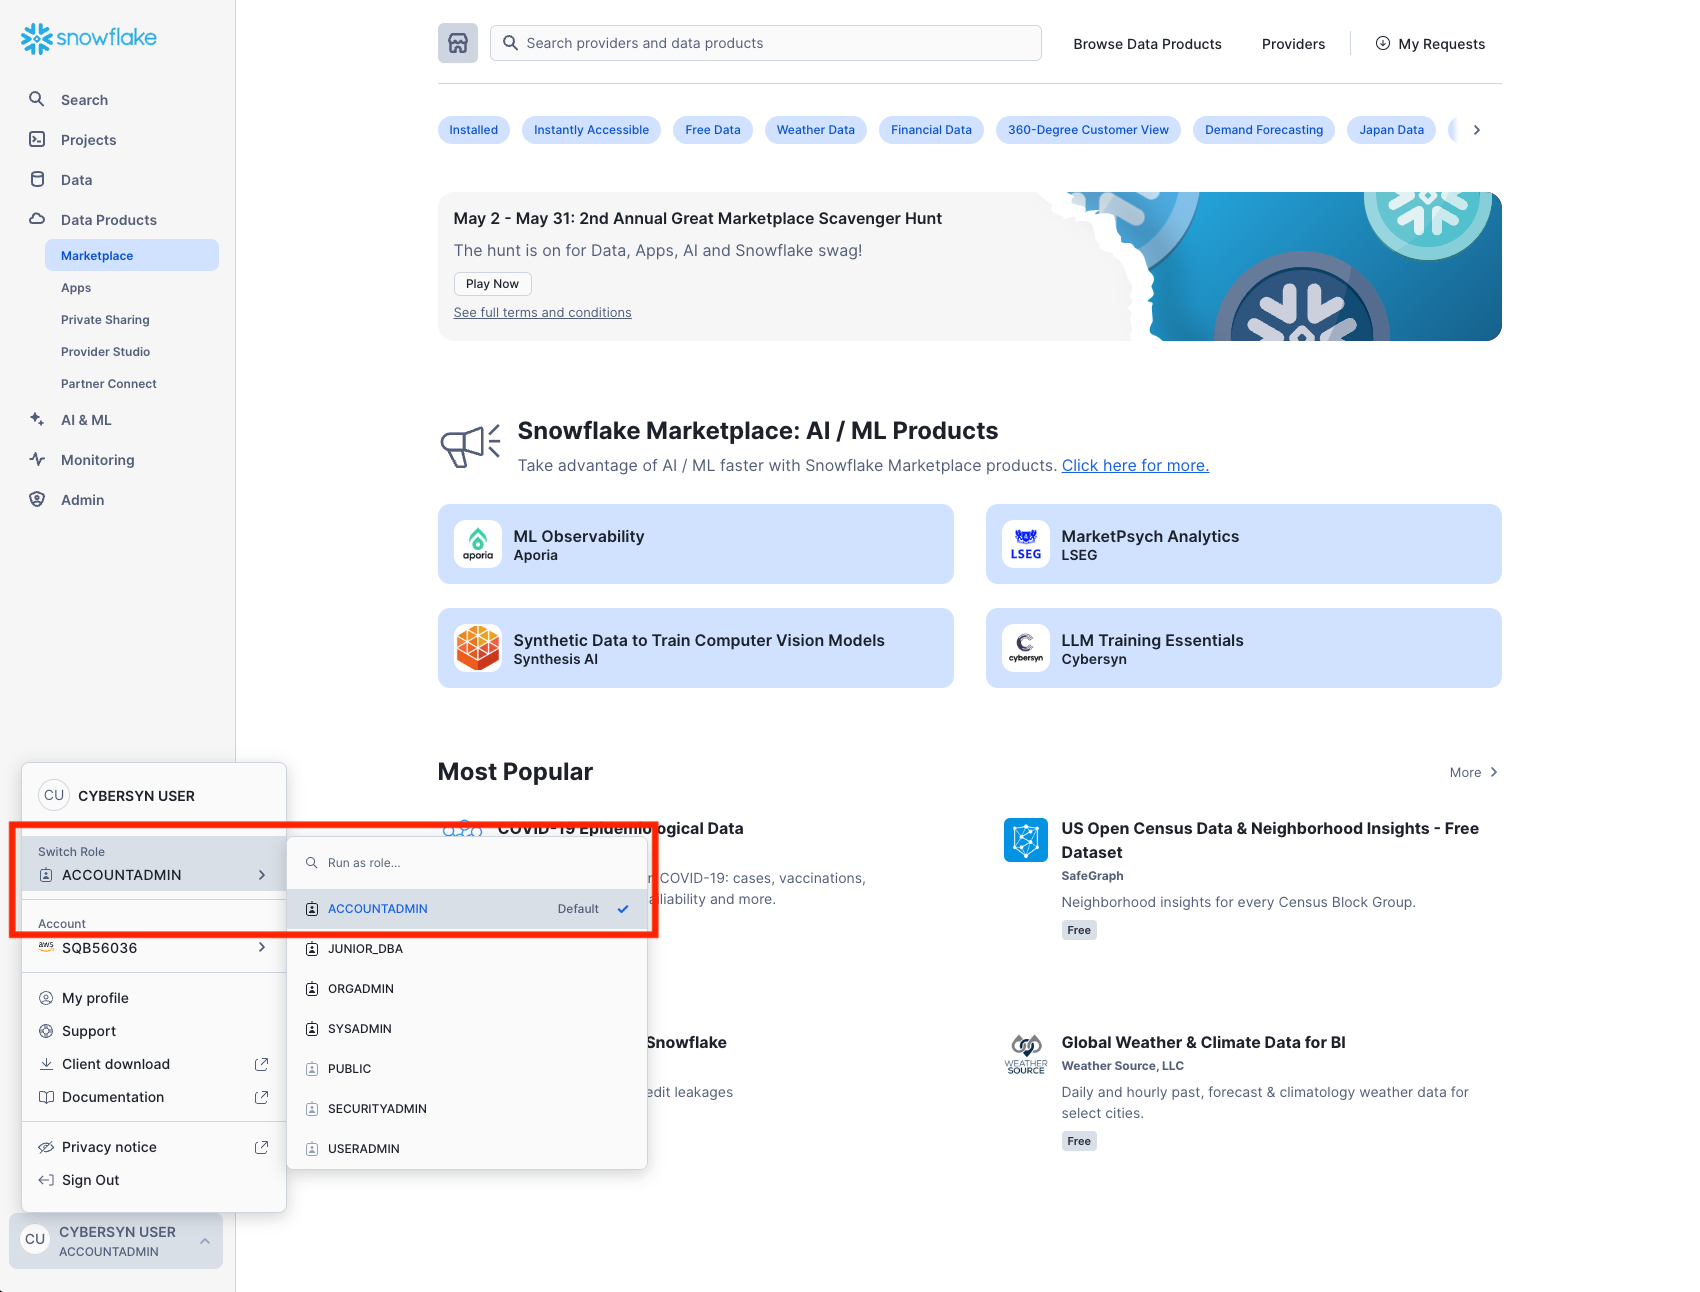 snowflake
Search
Projects
Data
Data Products
Marketplace
Apps
Private Sharing
Provider Studio
Partner Connect
AI & ML
Monitoring
Admin
Search providers and data products
Browse Data Products
Providers
My Requests
Installed
Instantly Accessible
Free Data
Weather Data
Financial Data
360-Degree Customer View
Demand Forecasting
Japan Data
May 2 - May 31: 2nd Annual Great Marketplace Scavenger Hunt
The hunt is on for Data, Apps, AI and Snowflake swag!
Play Now
See full terms and conditions
Snowflake Marketplace: AI / ML Products
Take advantage of AI / ML faster with Snowflake Marketplace products. Click here for more.
aporia
ML Observability
Aporia
LSEG
MarketPsych Analytics
LSEG
Synthetic Data to Train Computer Vision Models
Synthesis AI
cybersyn
LLM Training Essentials
Cybersyn
Most Popular
More
COVID-19 Epidemiological Data
COVID-19: cases, vaccinations,
and more.
US Open Census Data & Neighborhood Insights - Free
Dataset
SafeGraph
Neighborhood insights for every Census Block Group.
Free
Snowflake
leakages
WEATHER
SOURCE
Global Weather & Climate Data for BI
Weather Source, LLC
Daily and hourly past, forecast & climatology weather data for
select cities.
Free
CU
CYBERSYN USER
Switch Role
ACCOUNTADMIN
Account
aws
SQB56036
My profile
Support
Client download
Documentation
Privacy notice
Sign Out
Run as role...
ACCOUNTADMIN
Default
JUNIOR_DBA
ORGADMIN
SYSADMIN
PUBLIC
SECURITYADMIN
USERADMIN
CU
CYBERSYN USER
ACCOUNTADMIN